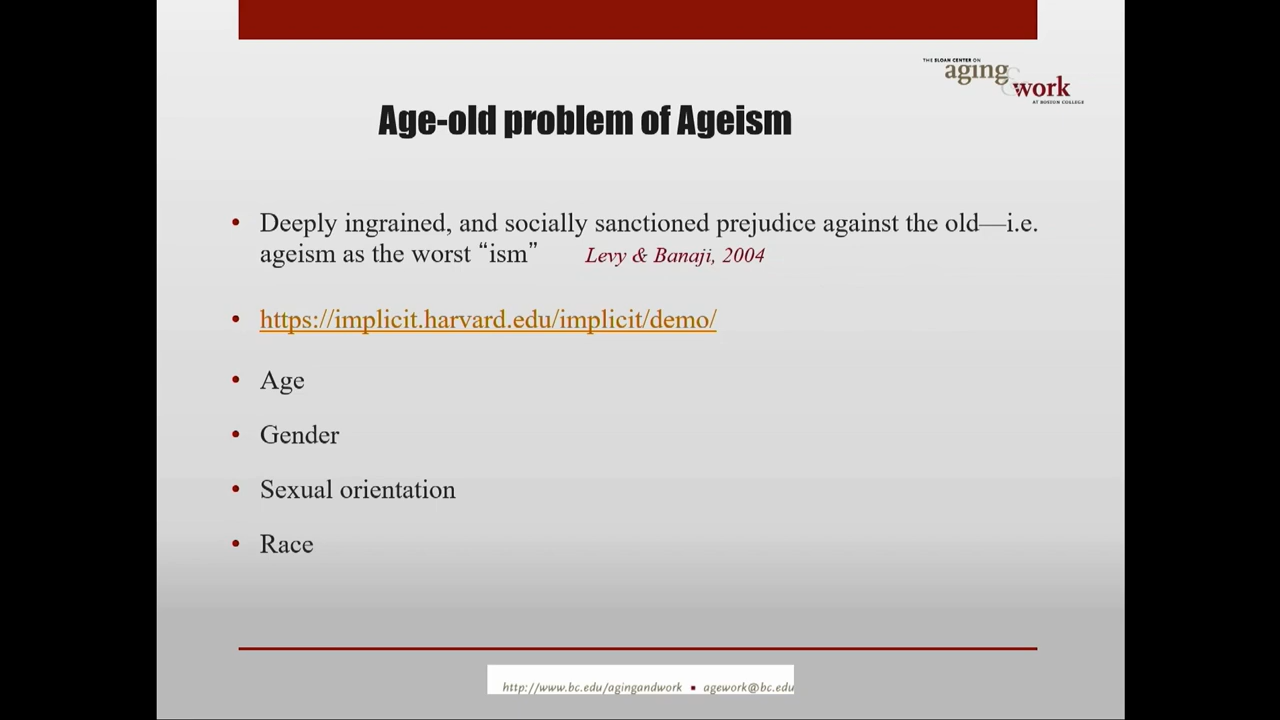 THE SLOAN CENTER ON
aging
&
work
AT BOSTON COLLEGE
Age-old problem of Ageism
• Deeply ingrained, and socially sanctioned prejudice against the old—i.e.
ageism as the worst “ism” Levy & Banaji, 2004
• https://implicit.harvard.edu/implicit/demo/
• Age
• Gender
• Sexual orientation
• Race
http://www.bc.edu/agingandwork ▪ agework@bc.edu